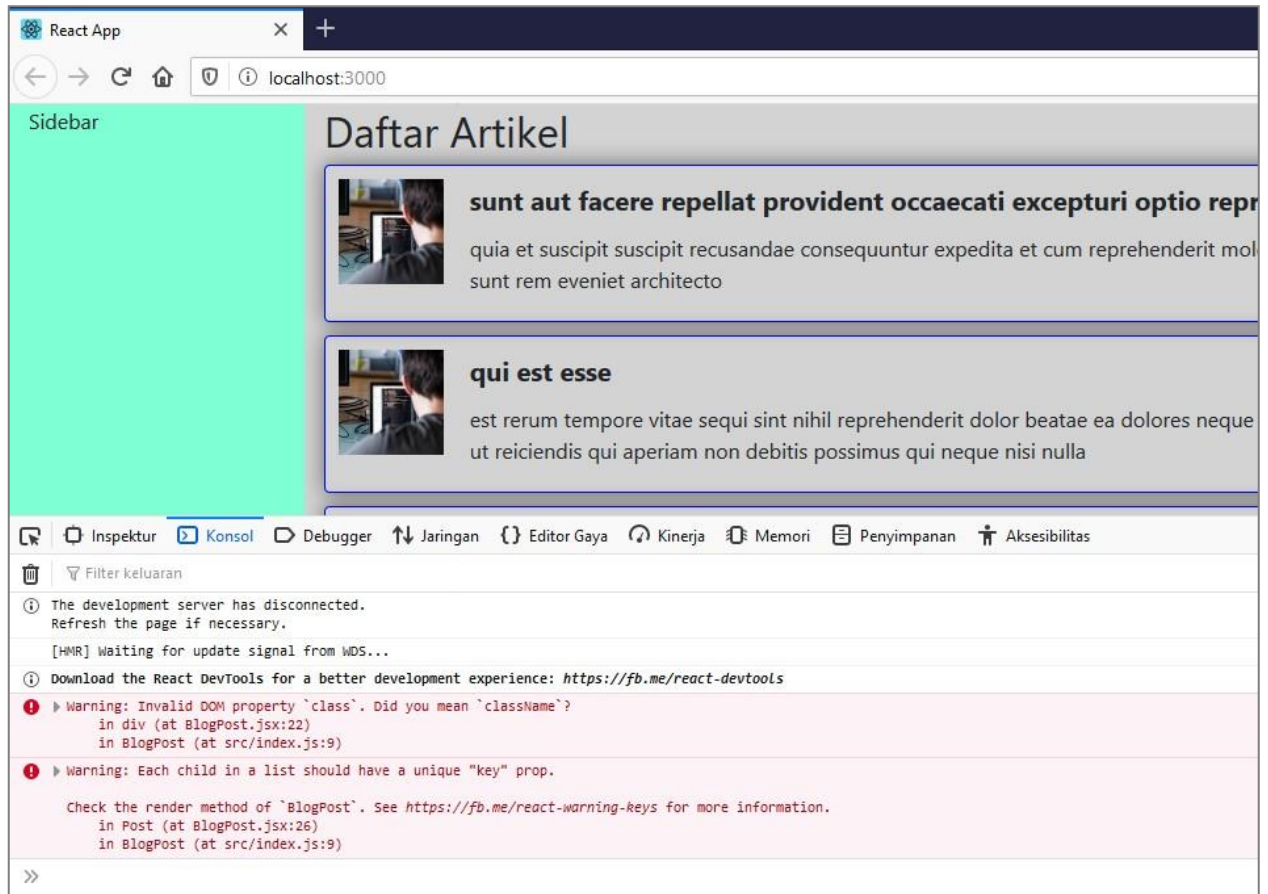 React App
localhost:3000
Sidebar
Daftar Artikel
sunt aut facere repellat provident occaecati excepturi optio repr
quia et suscipit suscipit recusandae consequuntur expedita et cum reprehenderit mol
sunt rem eveniet architecto
qui est esse
est rerum tempore vitae sequi sint nihil reprehenderit dolor beatae ea dolores neque
ut reiciendis qui aperiam non debitis possimus qui neque nisi nulla
Inspektur Konsol Debugger Jaringan Editor Gaya Kinerja Memori Penyimpanan Aksesibilitas
Filter keluaran
The development server has disconnected.
Refresh the page if necessary.
[HMR] Waiting for update signal from WDS...
Download the React DevTools for a better development experience: https://fb.me/react-devtools
Warning: Invalid DOM property `class`. Did you mean `className`?
in div (at BlogPost.jsx:22)
in BlogPost (at src/index.js:9)
Warning: Each child in a list should have a unique "key" prop.
Check the render method of `BlogPost`. See https://fb.me/react-warning-keys for more information.
in Post (at BlogPost.jsx:26)
in BlogPost (at src/index.js:9)